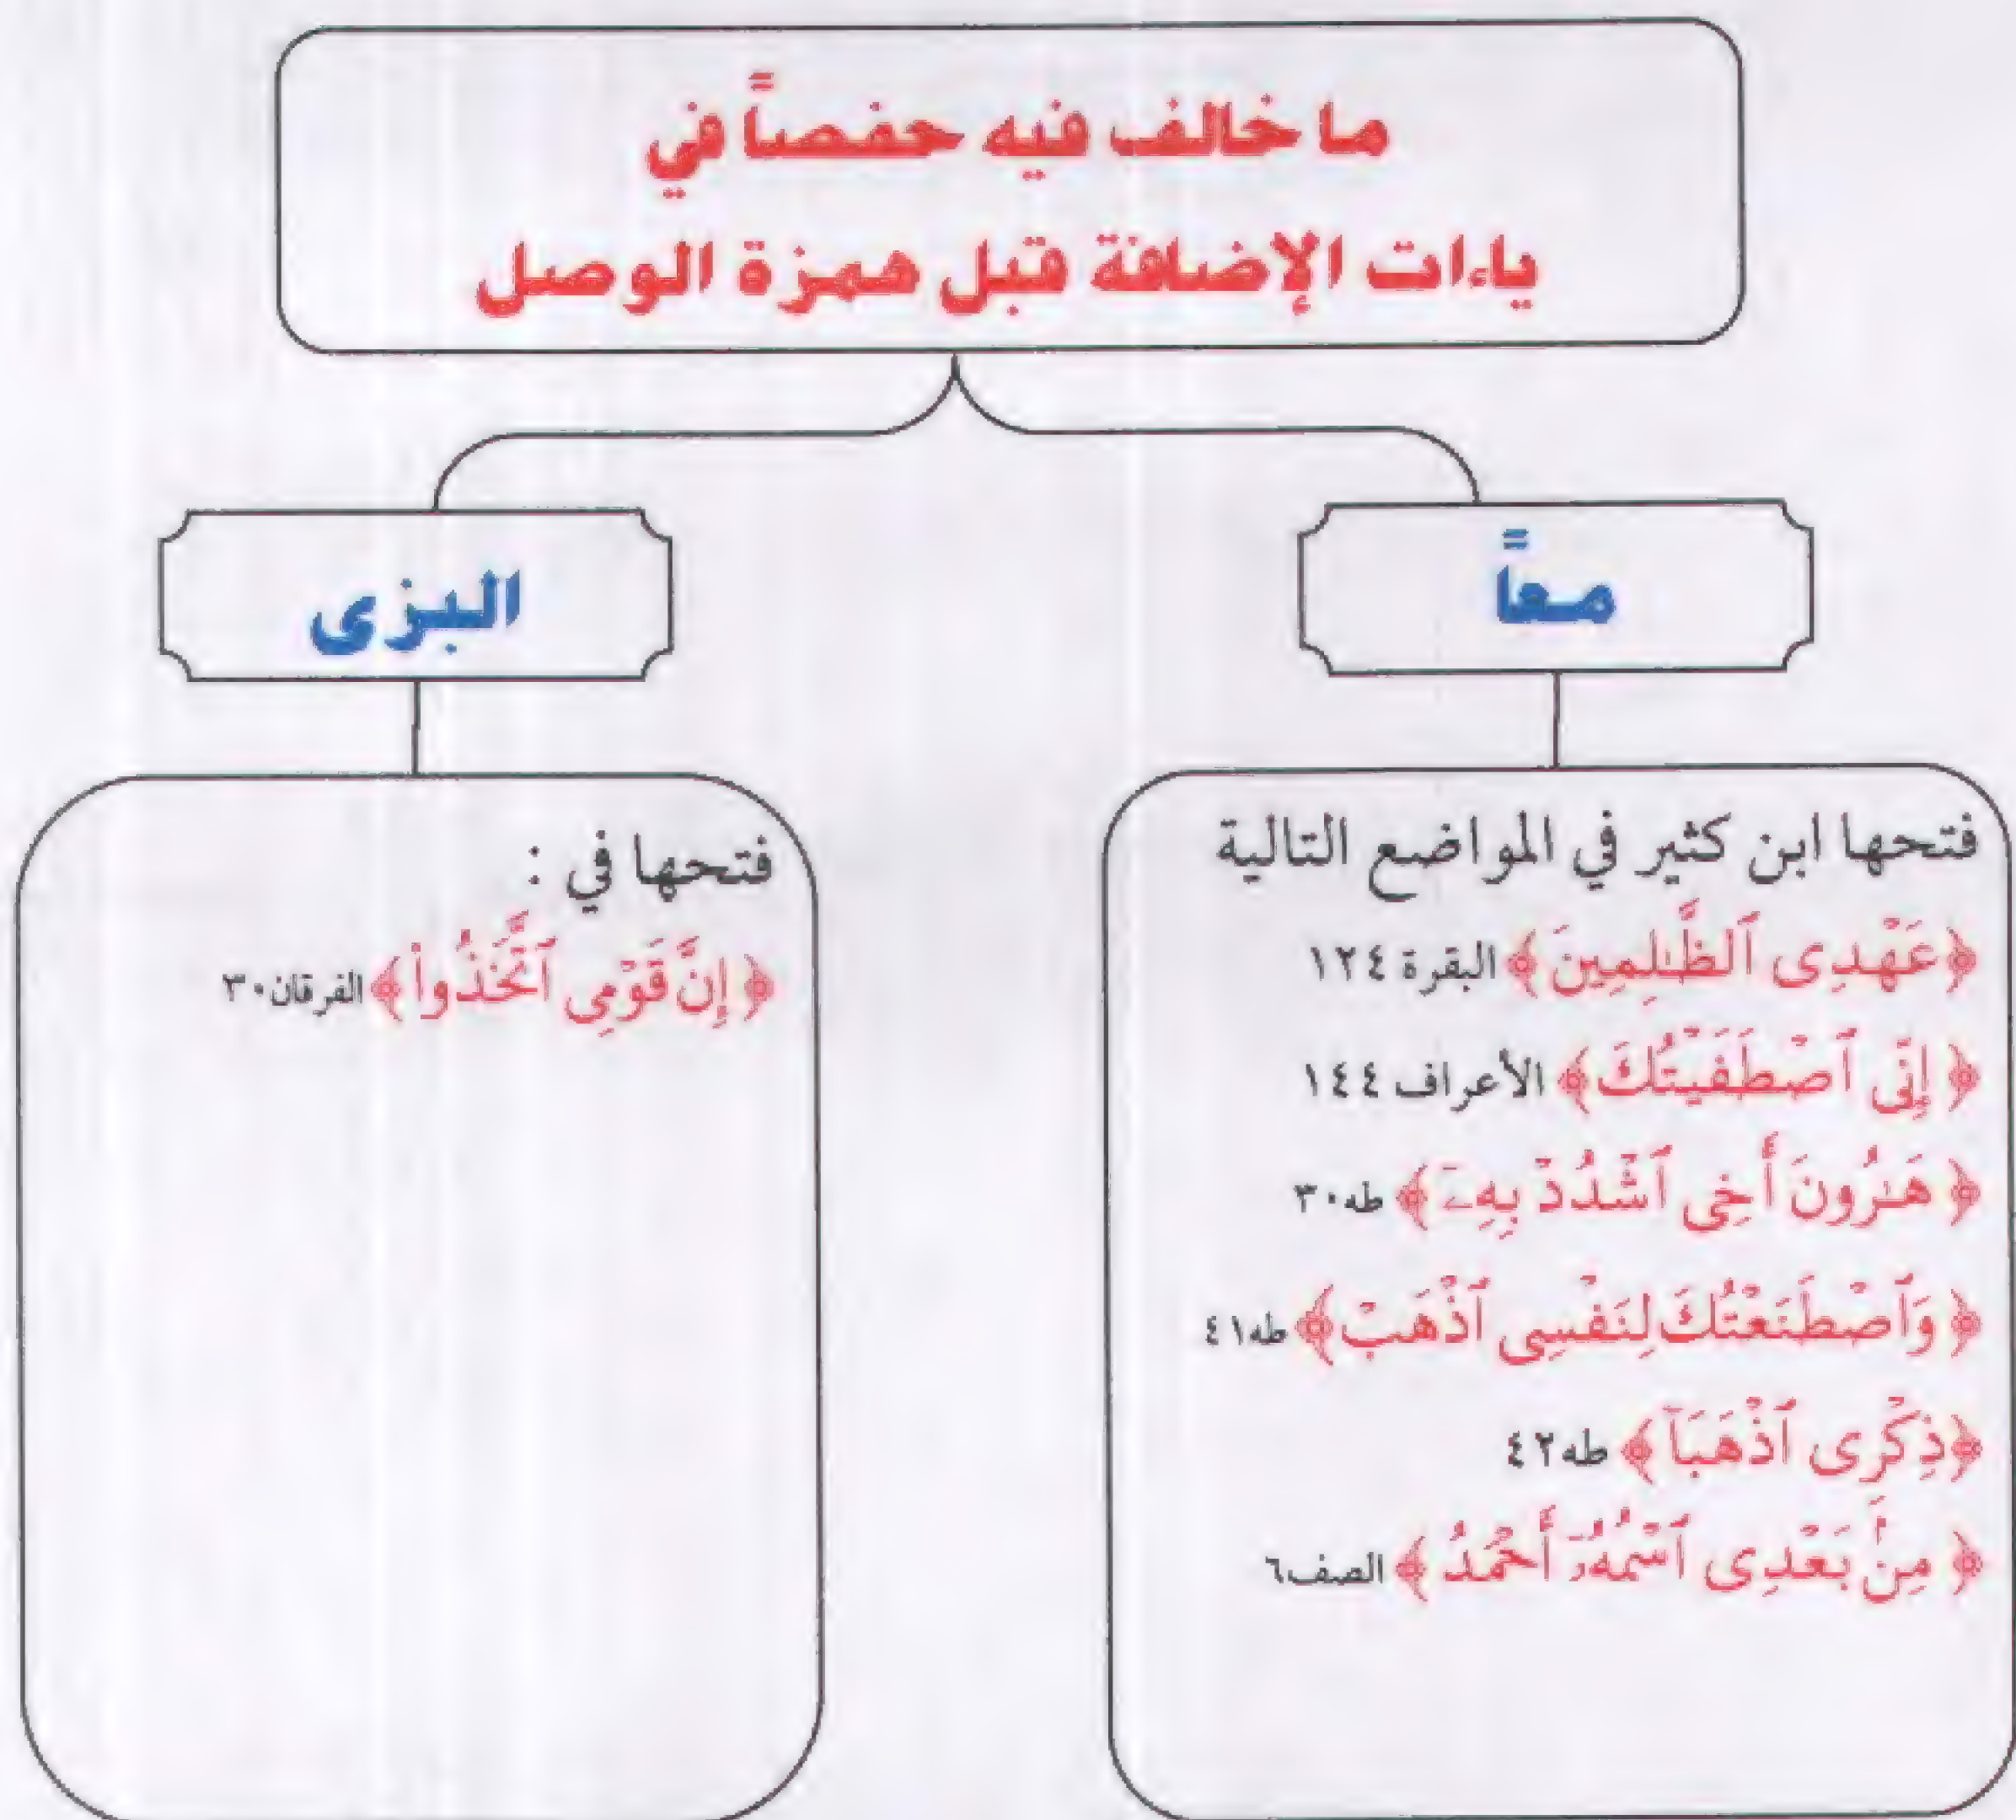 ما خالف فيه حفصاً في
ياءات الإضافة قبل همزة الوصل
معاً
فتحها ابن كثير في المواضع التالية
﴿عَهْدِى ٱلظَّـٰلِمِينَ﴾ البقرة ١٢٤
﴿إِنِّى ٱصْطَفَيْتُكَ﴾ الأعراف ١٤٤
﴿هَـٰرُونَ أَخِى ٱشْدُدْ بِهِۦٓ﴾ طه٣٠
﴿وَٱصْطَنَعْتُكَ لِنَفْسِى ٱذْهَبْ﴾ طه٤١
﴿ذِكْرِى ٱذْهَبَآ﴾ طه٤٢
﴿مِنۢ بَعْدِى ٱسْمُهُۥٓ أَحْمَدُ﴾ الصف٦
البزى
فتحها في :
﴿إِنَّ قَوْمِى ٱتَّخَذُوا۟﴾ الفرقان٣٠